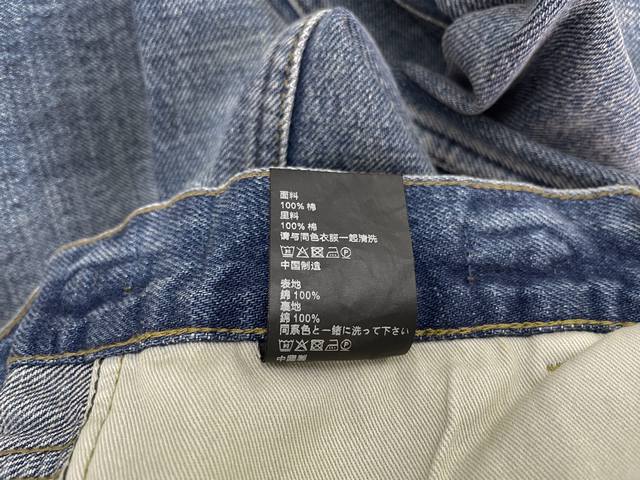 面料
100% 棉
里料
100% 棉
请与同色衣服一起清洗
中国制造
表地
錦 100%
裏地
錦 100%
同系色と一緒に洗って下さい
中国製